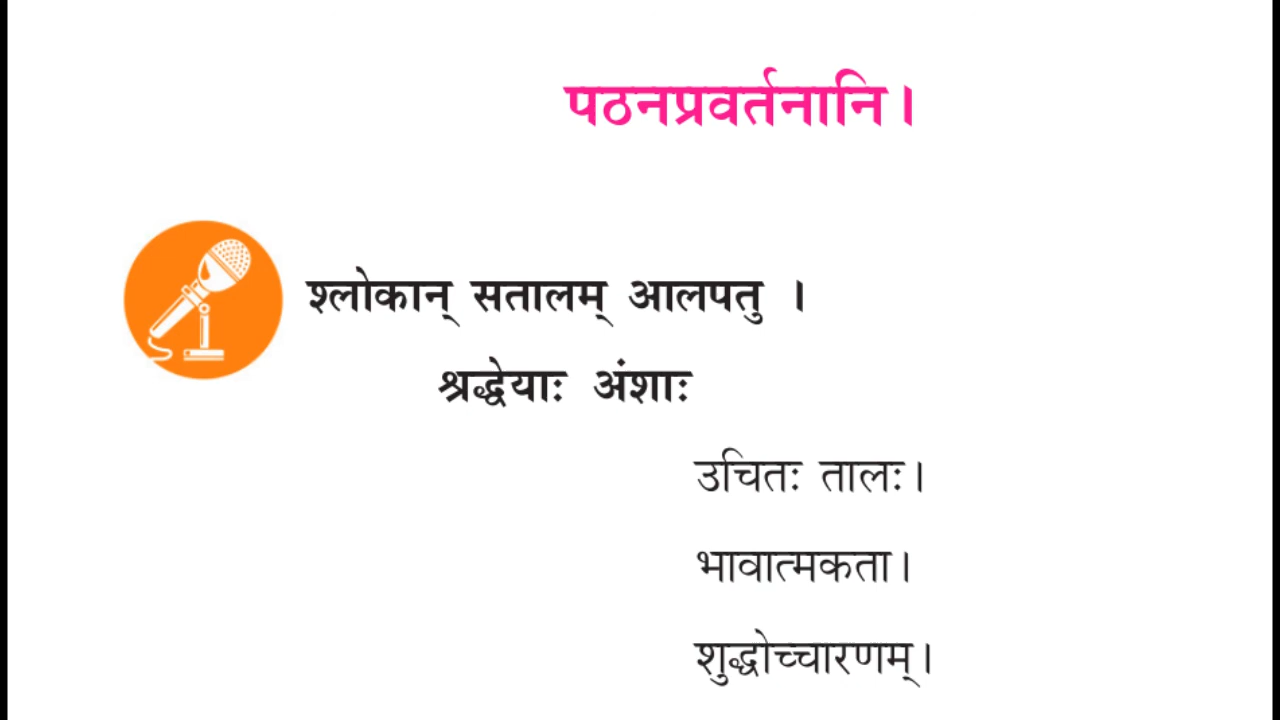 पठनप्रवर्तनानि।
श्लोकान् सतालम् आलपतु ।
श्रद्धेयाः अंशाः
उचितः तालः।
भावात्मकता।
शुद्धोच्चारणम्।